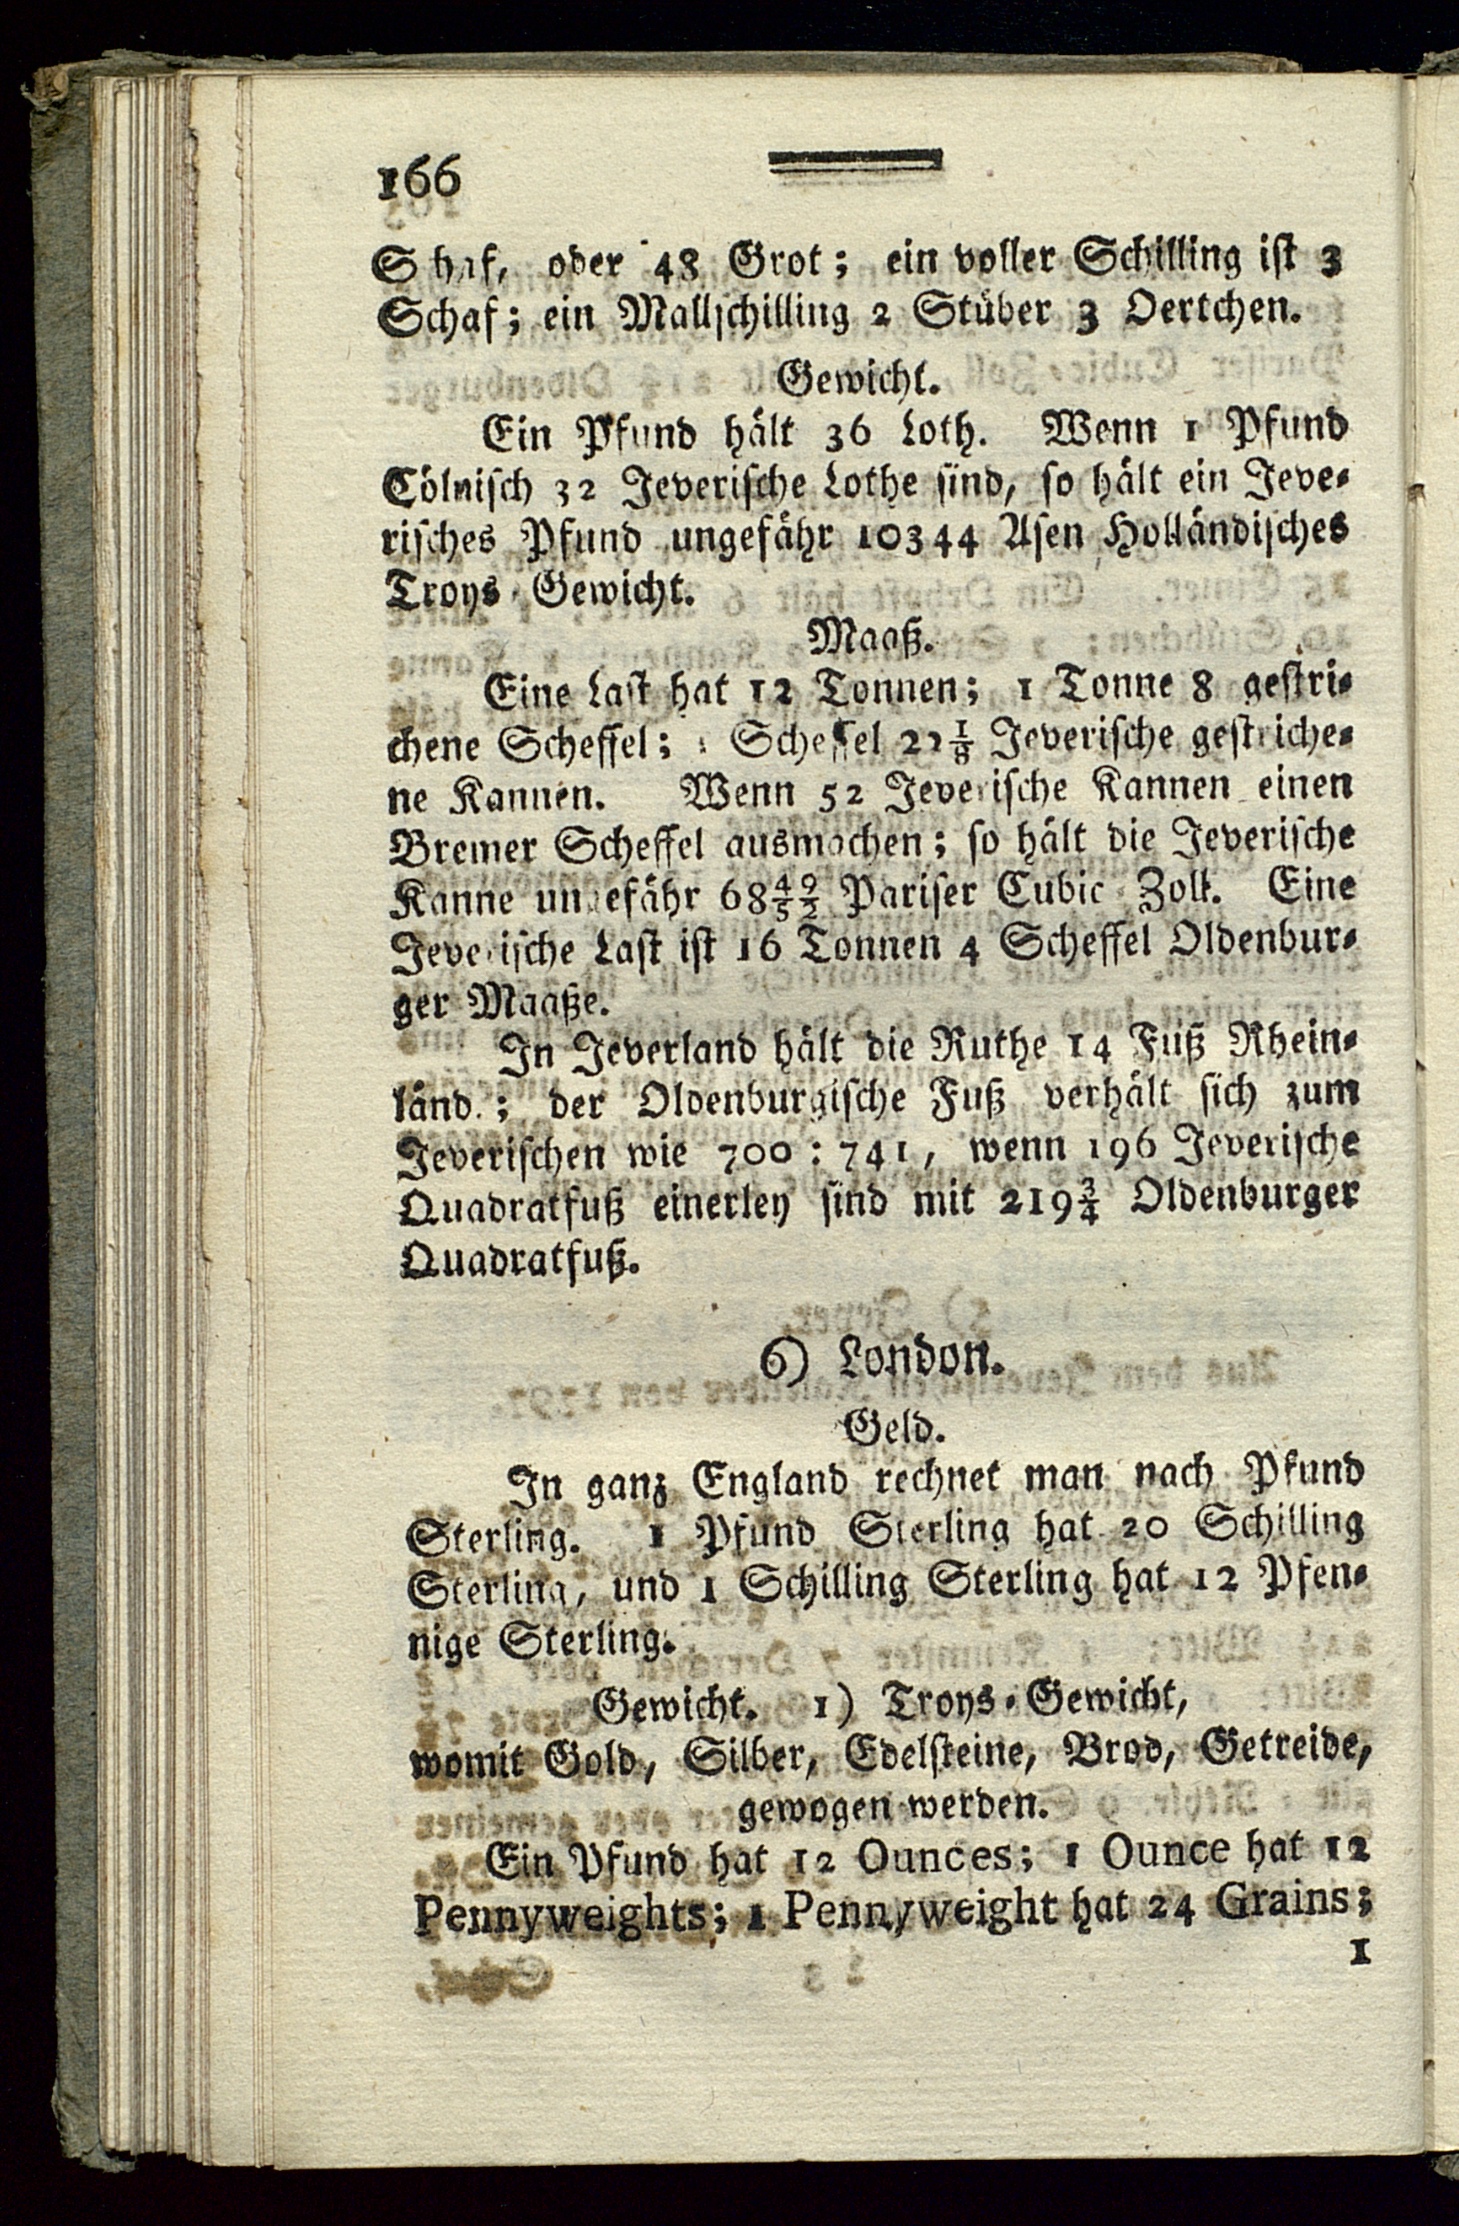 166
Schaf, oder 48 Grot; ein voller Schilling ist 3
Schaf; ein Mallschilling 2 Stüber 3 Oertchen.
Gewicht.
Ein Pfund hält 36 Loth. Wenn 1 Pfund
Cölnisch 32 Jeverische Lothe sind, so hält ein Jeve-
risches Pfund ungefähr 10344 Asen Holländisches
Troys-Gewicht.
Maaß.
Eine Last hat 12 Tonnen; 1 Tonne 8 gestri-
chene Scheffel; 1 Scheffel 22⅛ Jeverische gestriche-
ne Kannen. Wenn 52 Jeverische Kannen einen
Bremer Scheffel ausmachen; so hält die Jeverische
Kanne ungefähr 68 49/52 Pariser Cubic-Zoll. Eine
Jeverische Last ist 16 Tonnen 4 Scheffel Oldenbur-
ger Maaße.
In Jeverland hält die Ruthe 14 Fuß Rhein-
länd.; der Oldenburgische Fuß verhält sich zum
Jeverischen wie 700:741, wenn 196 Jeverische
Quadratfuß einerley sind mit 219¾ Oldenburger
Quadratfuß.
6) London.
Geld.
In ganz England rechnet man nach Pfund
Sterling. 1 Pfund Sterling hat 20 Schilling
Sterling, und 1 Schilling Sterling hat 12 Pfen-
nige Sterling.
Gewicht. 1) Troys-Gewicht,
womit Gold, Silber, Edelsteine, Brod, Getreide,
gewogen werden.
Ein Pfund hat 12 Ounces; 1 Ounce hat 12
Pennyweights; 1 Pennyweight hat 24 Grains;
1